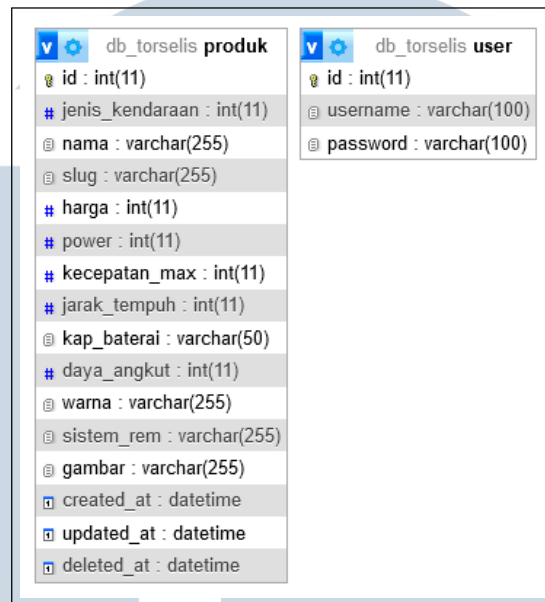 db_torselis produk
id : int(11)
jenis_kendaraan : int(11)
nama : varchar(255)
slug : varchar(255)
harga : int(11)
power : int(11)
kecepatan_max : int(11)
jarak_tempuh : int(11)
kap_baterai : varchar(50)
daya_angkut : int(11)
warna : varchar(255)
sistem_rem : varchar(255)
gambar : varchar(255)
created_at : datetime
updated_at : datetime
deleted_at : datetime
db_torselis user
id : int(11)
username : varchar(100)
password : varchar(100)